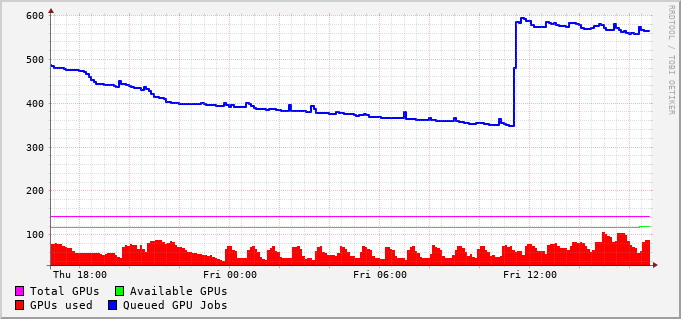 600
500
400
300
200
100
Thu 18:00 Fri 00:00 Fri 06:00 Fri 12:00
Total GPUs Available GPUs
GPUs used Queued GPU Jobs
RRDTOOL / TOBI OETIKER